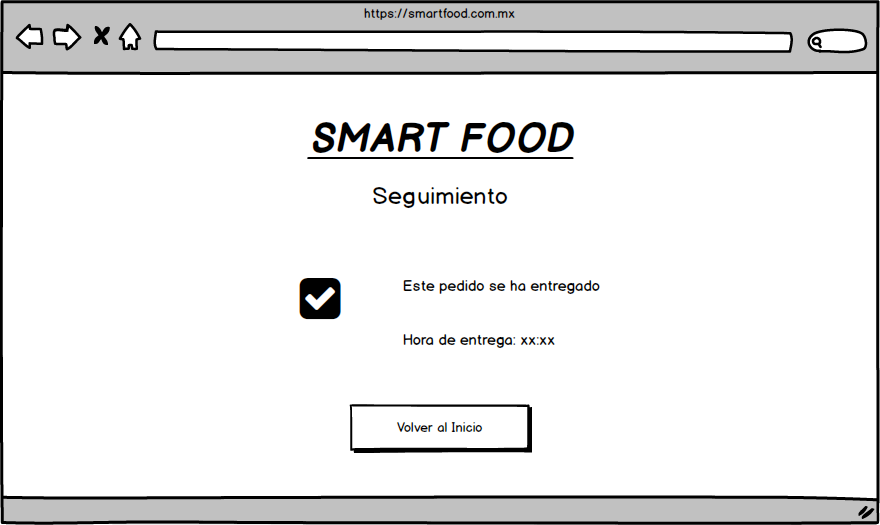 https://smartfood.com.mx
SMART FOOD
Seguimiento
Este pedido se ha entregado
Hora de entrega: xx:xx
Volver al Inicio